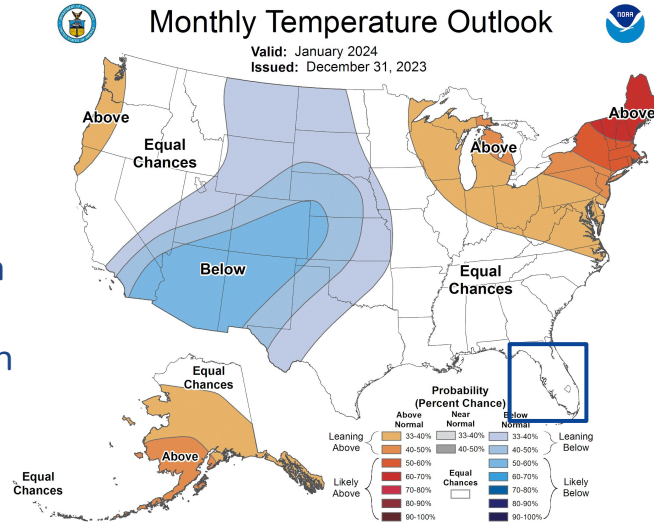 Monthly Temperature Outlook
Valid: January 2024
Issued: December 31, 2023
NOAA
Above
Equal
Chances
Above
Above
Below
Equal
Chances
Equal
Chances
Above
Equal
Chances
n
n
Probability
(Percent Chance)
Above
Normal
Near
Normal
Below
Normal
Leaning
Above
33-40%
33-40%
33-40%
Leaning
Below
40-50%
40-50%
40-50%
Likely
Above
50-60%
60-70%
70-80%
80-90%
90-100%
Equal
Chances
50-60%
60-70%
70-80%
80-90%
90-100%
Likely
Below